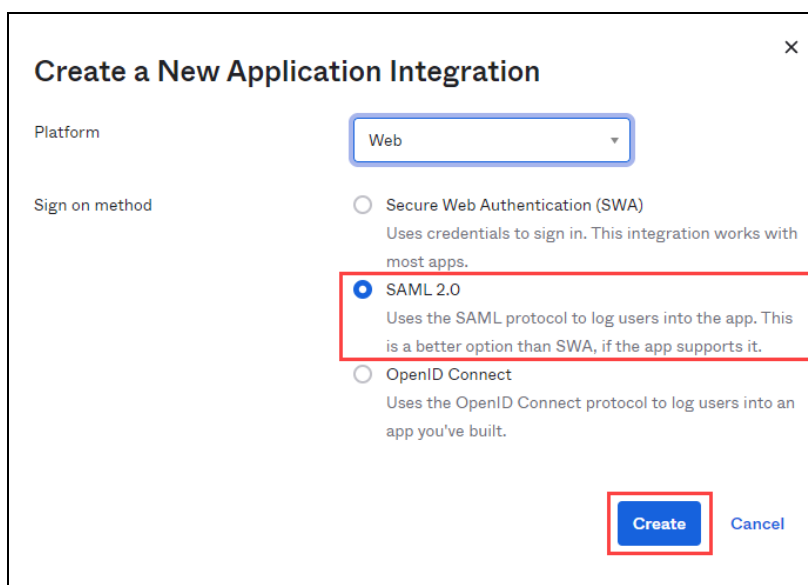 Create a New Application Integration
Platform
Web
Sign on method
Secure Web Authentication (SWA)
Uses credentials to sign in. This integration works with
most apps.
SAML 2.0
Uses the SAML protocol to log users into the app. This
is a better option than SWA, if the app supports it.
OpenID Connect
Uses the OpenID Connect protocol to log users into an
app you've built.
Create Cancel